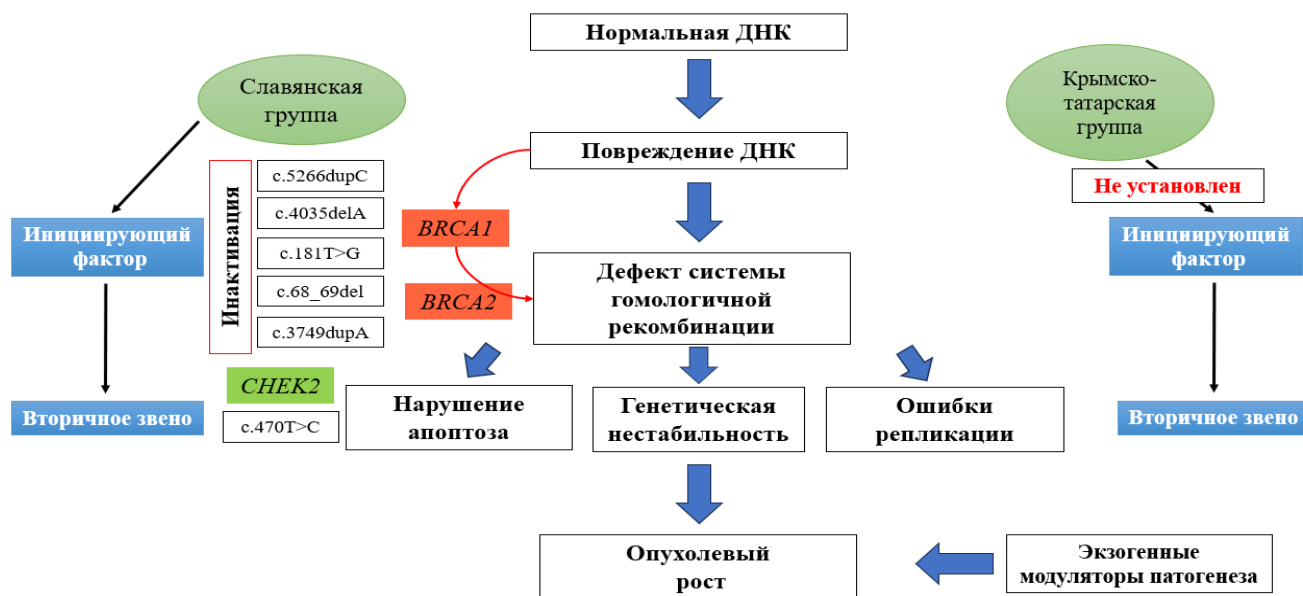 Нормальная ДНК
Славянская
группа
Крымско-
татарская
группа
Повреждение ДНК
Не установлен
Инактивация
c.5266dupC
c.4035delA
c.181T>G
c.68_69del
c.3749dupA
BRCA1
BRCA2
Инициирующий
фактор
Дефект системы
гомологичной
рекомбинации
Инициирующий
фактор
CHEK2
c.470T>C
Вторичное звено
Нарушение
апоптоза
Генетическая
нестабильность
Ошибки
репликации
Вторичное звено
Опухолевый
рост
Экзогенные
модуляторы патогенеза